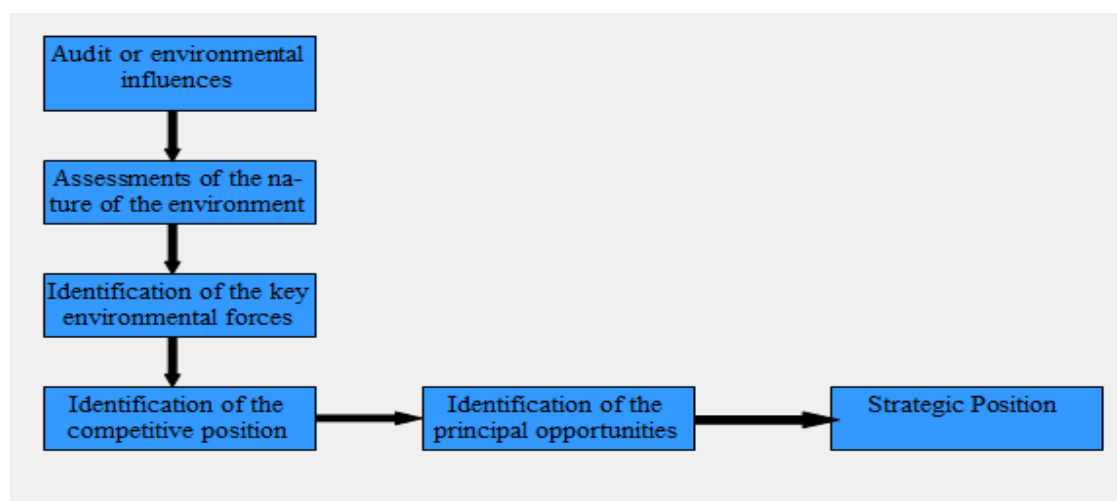 Audit or environmental
influences
Assessments of the na-
ture of the environment
Identification of the key
environmental forces
Identification of the
competitive position
Identification of the
principal opportunities
Strategic Position